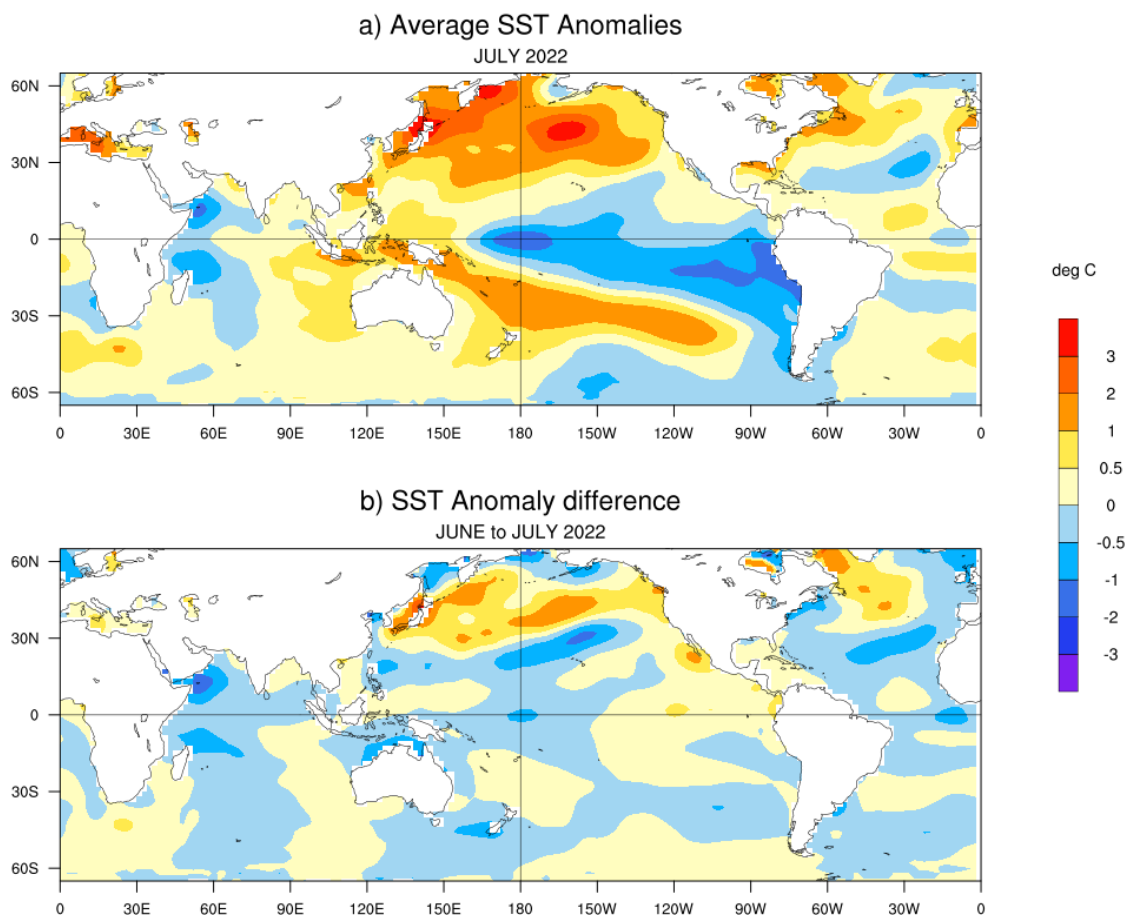 a) Average SST Anomalies
JULY 2022
60N
30N
0
30S
60S
0 30E 60E 90E 120E 150E 180 150W 120W 90W 60W 30W 0
deg C
3
2
1
0.5
0
-0.5
-1
-2
-3
b) SST Anomaly difference
JUNE to JULY 2022
60N
30N
0
30S
60S
0 30E 60E 90E 120E 150E 180 150W 120W 90W 60W 30W 0